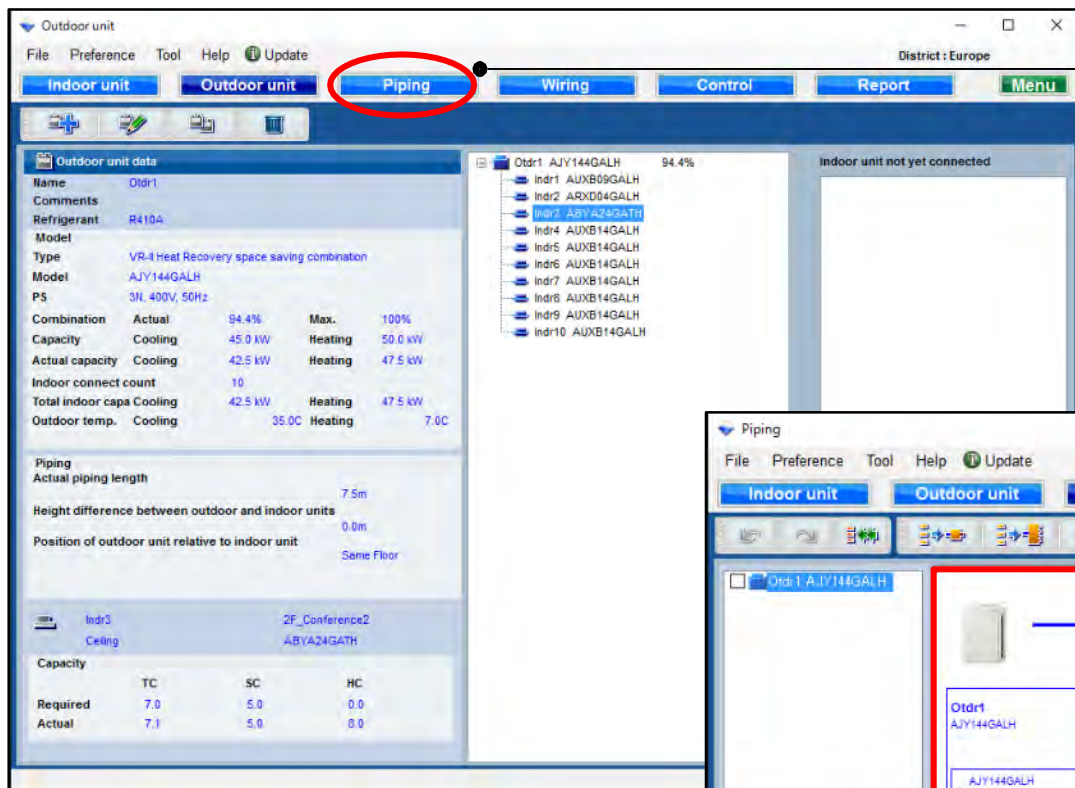 Outdoor unit
File Preference Tool Help Update District : Europe
Indoor unit Outdoor unit Piping Wiring Control Report Menu
Outdoor unit data
Name Otdr1
Comments
Refrigerant R410A
Model
Type VR-II Heat Recovery space saving combination
Model AJY144GALH
PS 3N, 400V, 50Hz
Combination Actual 94.4% Max. 100%
Capacity Cooling 45.0 kW Heating 50.0 kW
Actual capacity Cooling 42.5 kW Heating 47.5 kW
Indoor connect count 10
Total indoor capa Cooling 42.5 kW Heating 47.5 kW
Outdoor temp. Cooling 35.0C Heating 7.0C
Piping
Actual piping length
7.5m
Height difference between outdoor and indoor units
0.0m
Position of outdoor unit relative to indoor unit
Same Floor
Indr3 2F_Conference2
Ceiling ABYA24GATH
Capacity
TC SC HC
Required 7.0 5.0 0.0
Actual 7.1 5.0 8.0
Otdr1 AJY144GALH 94.4%
Indr1 AUXB09GALH
Indr2 ARXD04GALH
Indr3 ABYA24GATH
Indr4 AUXB14GALH
Indr5 AUXB14GALH
Indr6 AUXB14GALH
Indr7 AUXB14GALH
Indr8 AUXB14GALH
Indr9 AUXB14GALH
Indr10 AUXB14GALH
Indoor unit not yet connected
Piping
File Preference Tool Help Update
Indoor unit Outdoor unit
Otdr1 AJY144GALH
Otdr1
AJY144GALH
AJY144GALH